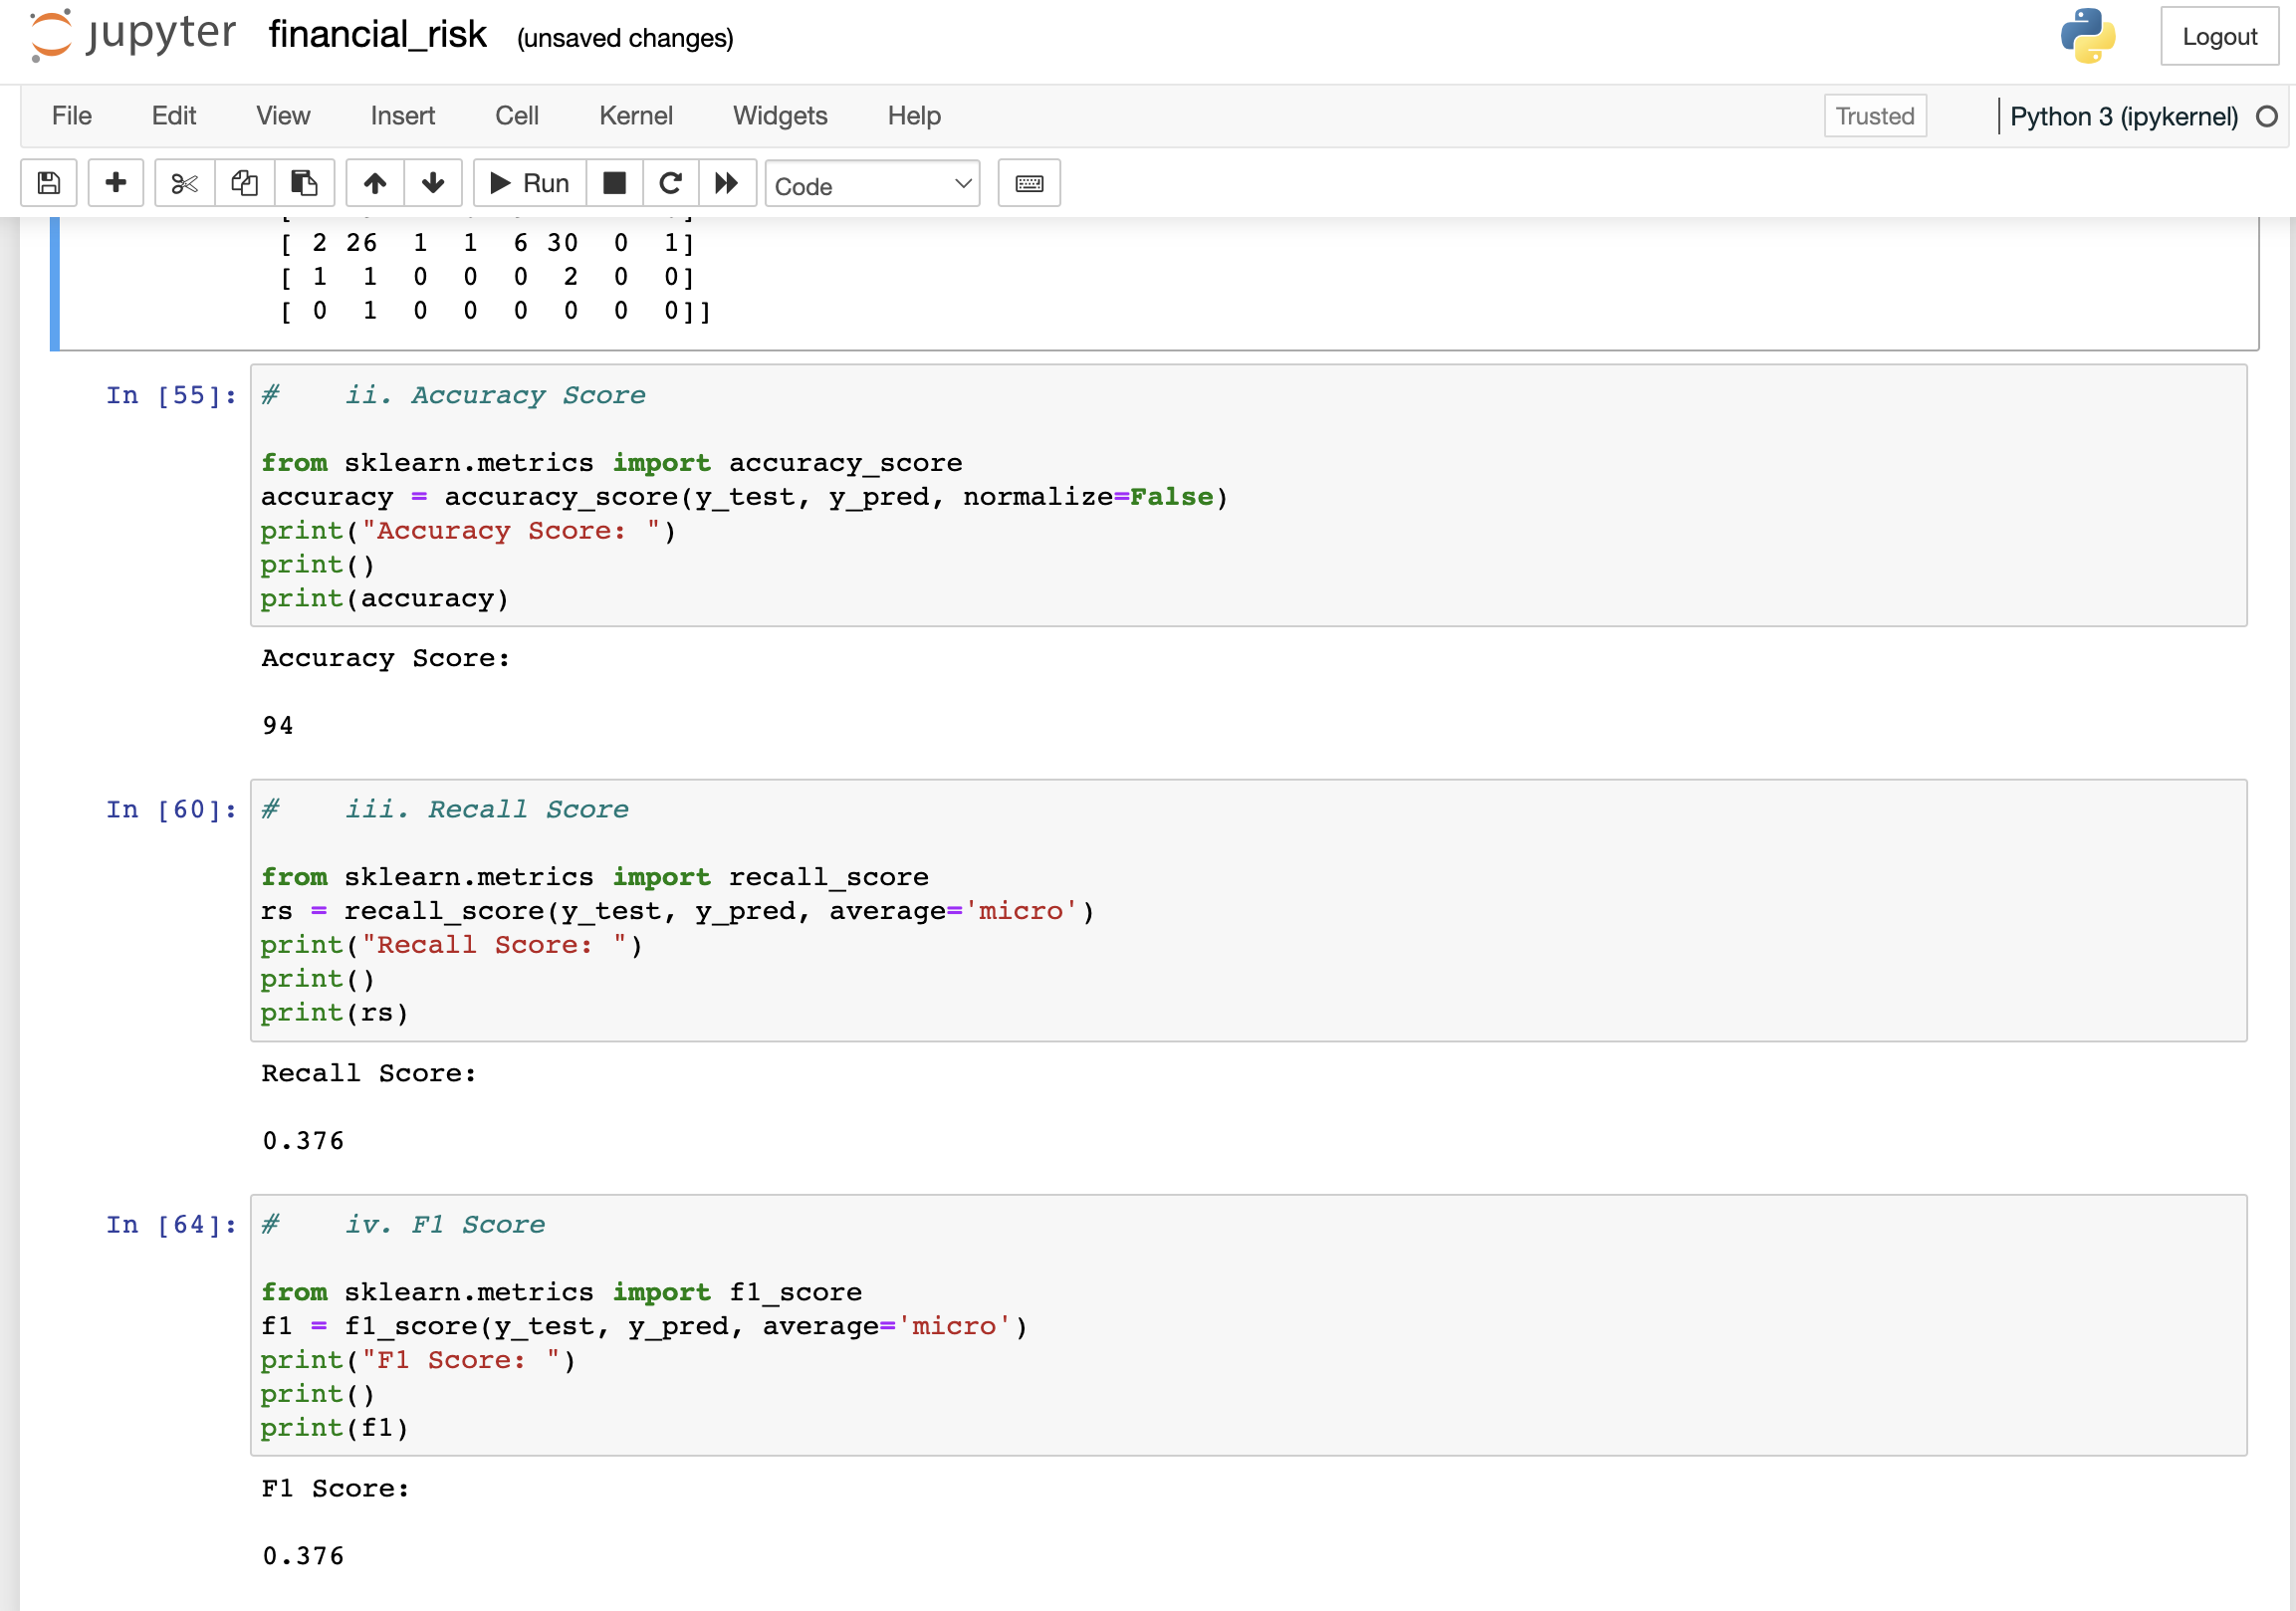 jupyter financial_risk (unsaved changes) Logout
File Edit View Insert Cell Kernel Widgets Help Trusted Python 3 (ipykernel)
Run Code
[ 2 26 1 1 6 30 0 1]
[ 1 1 0 0 0 2 0 0]
[ 0 1 0 0 0 0 0 0]]
In [55]: # ii. Accuracy Score
from sklearn.metrics import accuracy_score
accuracy = accuracy_score(y_test, y_pred, normalize=False)
print("Accuracy Score: ")
print()
print(accuracy)
Accuracy Score:
94
In [60]: # iii. Recall Score
from sklearn.metrics import recall_score
rs = recall_score(y_test, y_pred, average='micro')
print("Recall Score: ")
print()
print(rs)
Recall Score:
0.376
In [64]: # iv. F1 Score
from sklearn.metrics import f1_score
f1 = f1_score(y_test, y_pred, average='micro')
print("F1 Score: ")
print()
print(f1)
F1 Score:
0.376